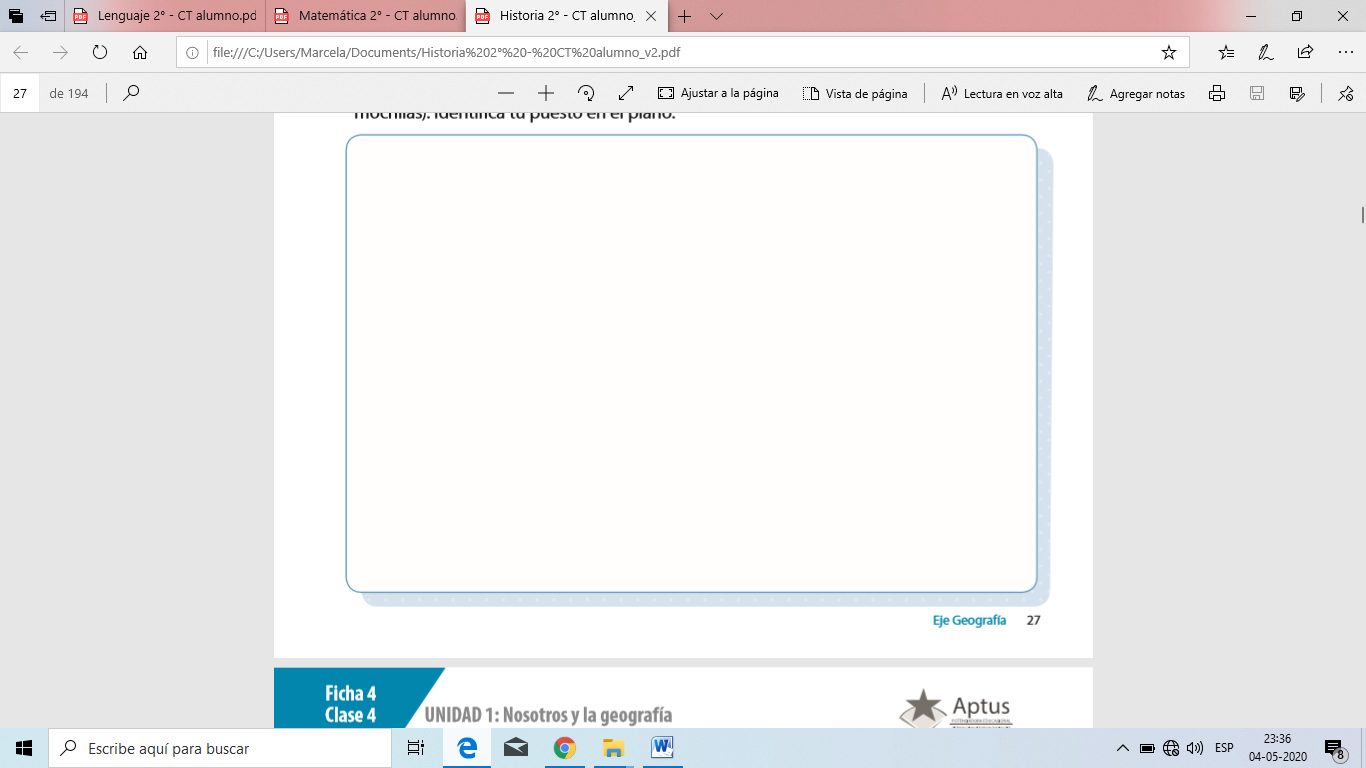 Lenguaje 2° - CT alumno.pd
Matemática 2° - CT alumno.
Historia 2° - CT alumno_
file:///C:/Users/Marcela/Documents/Historia%202°%20-%20CT%20alumno_v2.pdf
27 de 194
Ajustar a la página
Vista de página
Lectura en voz alta
Agregar notas
mochilas). Identifica tu puesto en el plano.
Eje Geografía 27
Ficha 4
Clase 4
UNIDAD 1: Nosotros y la geografía
Aptus
Escribe aquí para buscar
ESP
23:36
04-05-2020
8